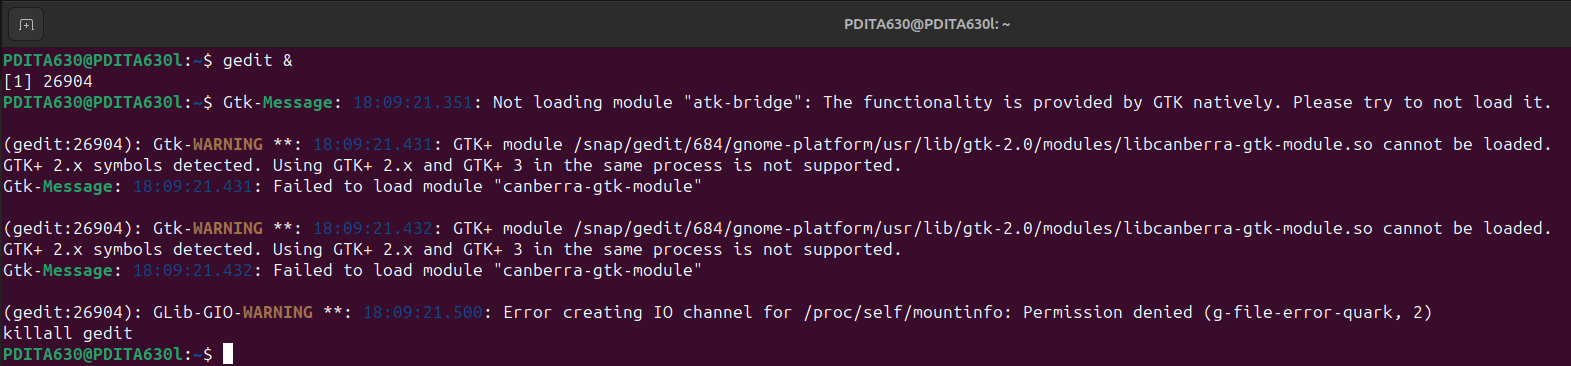 PDITA630@PDITA630l: ~
PDITA630@PDITA630l:~$ gedit &
[1] 26904
PDITA630@PDITA630l:~$ Gtk-Message: 18:09:21.351: Not loading module "atk-bridge": The functionality is provided by GTK natively. Please try to not load it.
(gedit:26904): Gtk-WARNING **: 18:09:21.431: GTK+ module /snap/gedit/684/gnome-platform/usr/lib/gtk-2.0/modules/libcanberra-gtk-module.so cannot be loaded.
GTK+ 2.x symbols detected. Using GTK+ 2.x and GTK+ 3 in the same process is not supported.
Gtk-Message: 18:09:21.431: Failed to load module "canberra-gtk-module"
(gedit:26904): Gtk-WARNING **: 18:09:21.432: GTK+ module /snap/gedit/684/gnome-platform/usr/lib/gtk-2.0/modules/libcanberra-gtk-module.so cannot be loaded.
GTK+ 2.x symbols detected. Using GTK+ 2.x and GTK+ 3 in the same process is not supported.
Gtk-Message: 18:09:21.432: Failed to load module "canberra-gtk-module"
(gedit:26904): GLib-GIO-WARNING **: 18:09:21.500: Error creating IO channel for /proc/self/mountinfo: Permission denied (g-file-error-quark, 2)
killall gedit
PDITA630@PDITA630l:~$